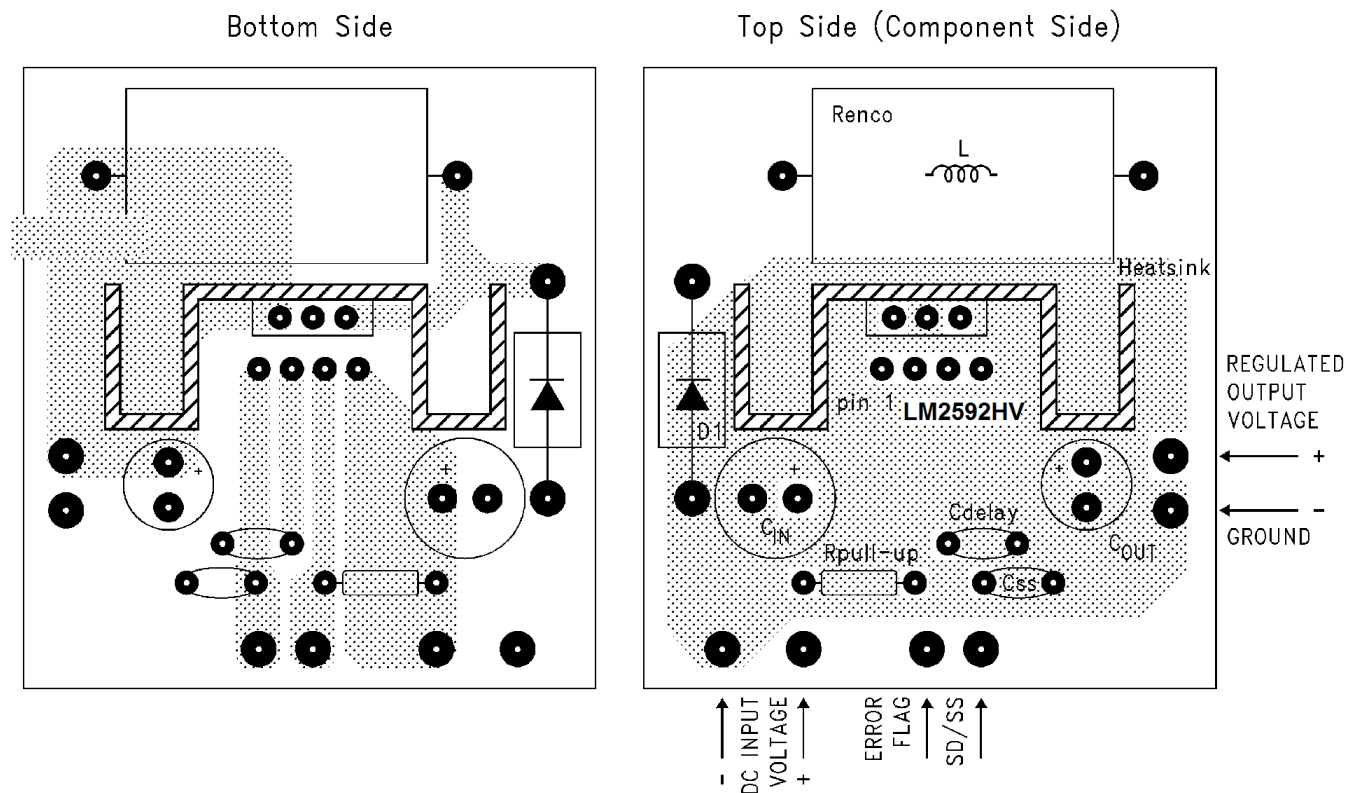 Bottom Side
Top Side (Component Side)
Renco
L
Heatsink
REGULATED
OUTPUT
VOLTAGE
pin 1
LM2592HV
D1
+
+
+
+
+
-
CIN
Cdelay
GROUND
COUT
Rpull-up
Css
-
DC INPUT
VOLTAGE
+
ERROR
FLAG
SD/SS